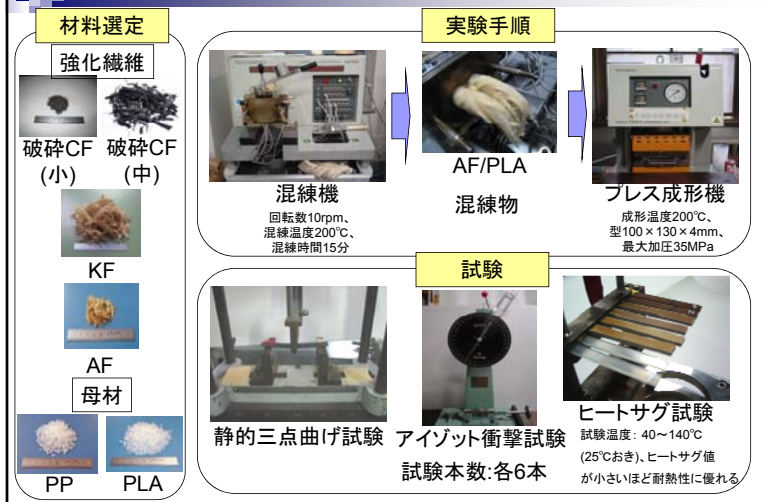 材料選定
強化繊維
破砕CF
(小)
破砕CF
(中)
KF
AF
母材
PP
PLA
実験手順
混練機
回転数10rpm、
混練温度200℃、
混練時間15分
AF/PLA
混練物
プレス成形機
成形温度200℃、
型100×130×4mm、
最大加圧35MPa
試験
静的三点曲げ試験
アイゾット衝撃試験
試験本数:各6本
ヒートサグ試験
試験温度: 40～140℃
(25℃おき)、ヒートサグ値
が小さいほど耐熱性に優れる